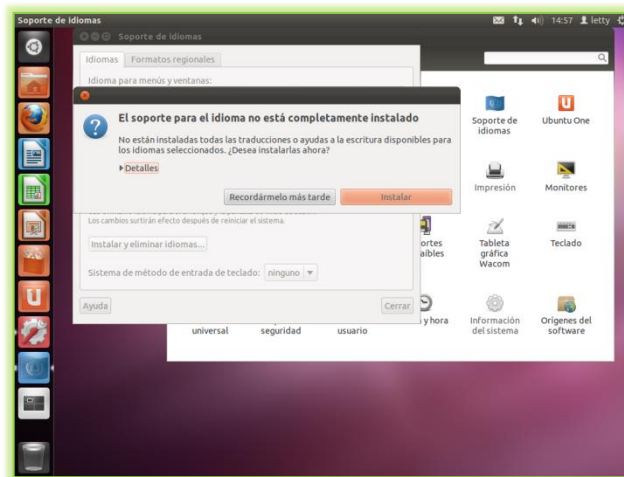 Soporte de idiomas
14:57 letty
Soporte de idiomas
Idiomas Formatos regionales
Idioma para menús y ventanas:
El soporte para el idioma no está completamente instalado
No están instaladas todas las traducciones o ayudas a la escritura disponibles para
los idiomas seleccionados. ¿Desea instalarlas ahora?
Detalles
Recordármelo más tarde Instalar
Los cambios surtirán efecto después de reiniciar el sistema.
Instalar y eliminar idiomas...
Sistema de método de entrada de teclado: ninguno
Ayuda Cerrar
Soporte de
idiomas
Ubuntu One
Impresión
Monitores
Tableta
gráfica
Wacom
Teclado
y hora
Información
del sistema
Orígenes del
software
universal
seguridad
usuario